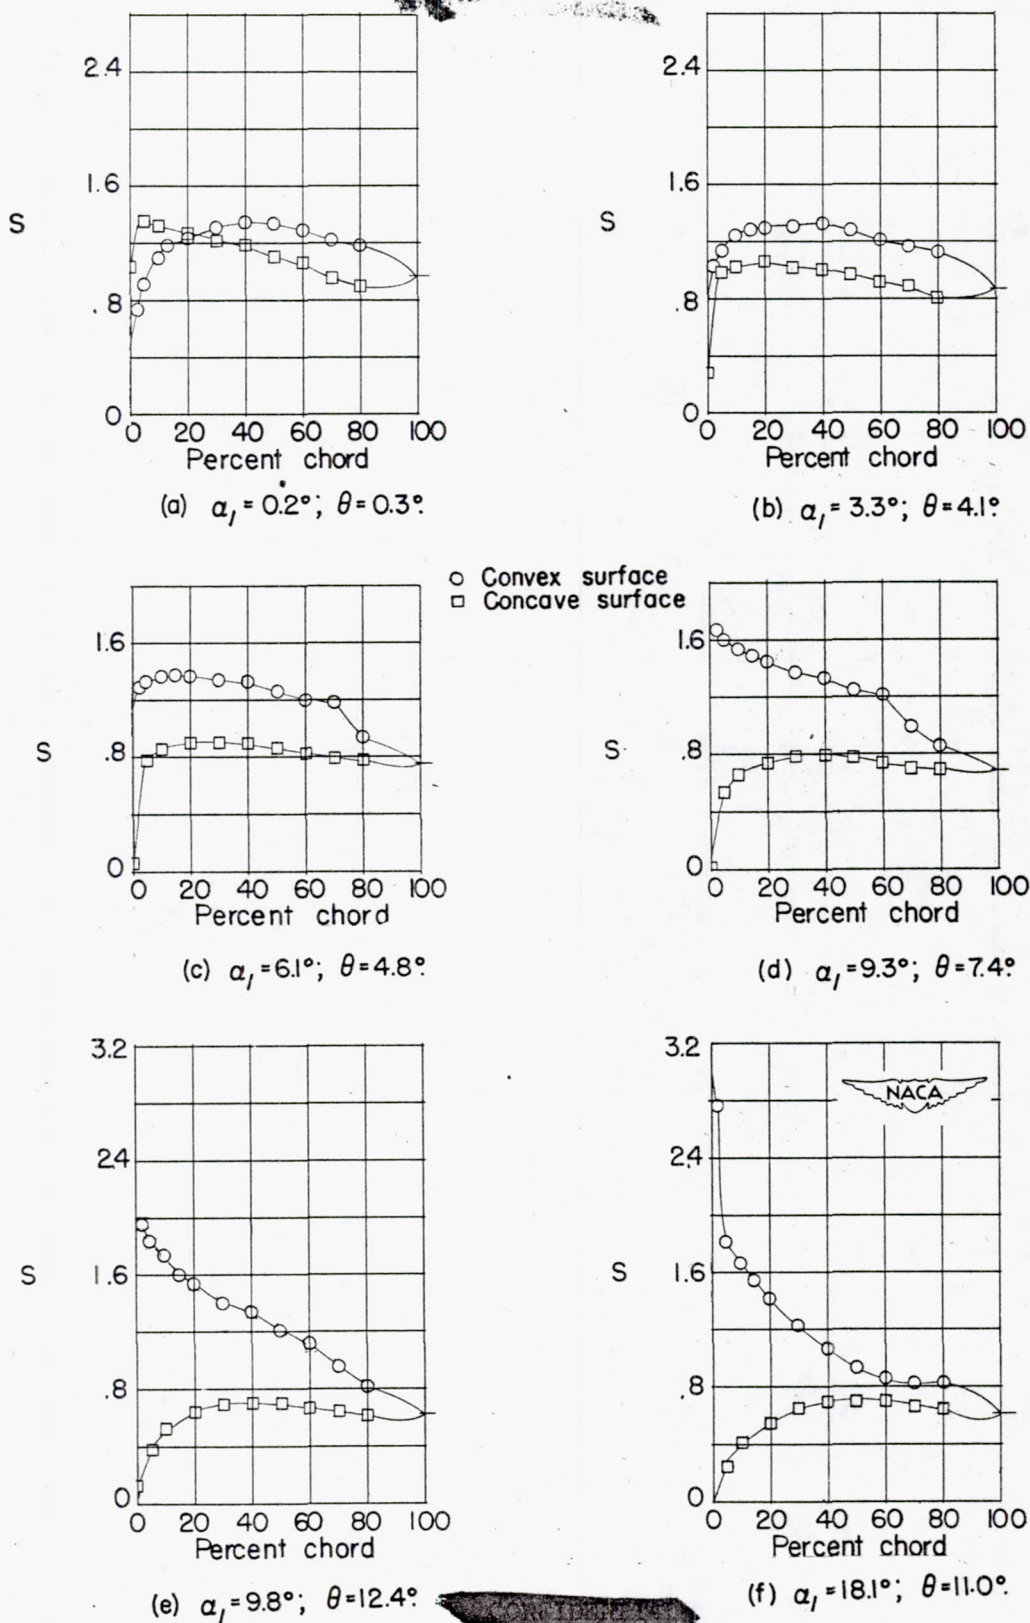 2.4
2.4
1.6
1.6
S
S
.8
.8
0
0
0 20 40 60 80 100
0 20 40 60 80 100
Percent chord
Percent chord
(a) α₁ = 0.2°; θ = 0.3°.
(b) α₁ = 3.3°; θ = 4.1°.
○ Convex surface
□ Concave surface
1.6
1.6
S
S
.8
.8
0
0
0 20 40 60 80 100
0 20 40 60 80 100
Percent chord
Percent chord
(c) α₁ = 6.1°; θ = 4.8°.
(d) α₁ = 9.3°; θ = 7.4°.
3.2
3.2
NACA
2.4
2.4
S
S
1.6
1.6
.8
.8
0
0
0 20 40 60 80 100
0 20 40 60 80 100
Percent chord
Percent chord
(e) α₁ = 9.8°; θ = 12.4°.
(f) α₁ = 18.1°; θ = 11.0°.